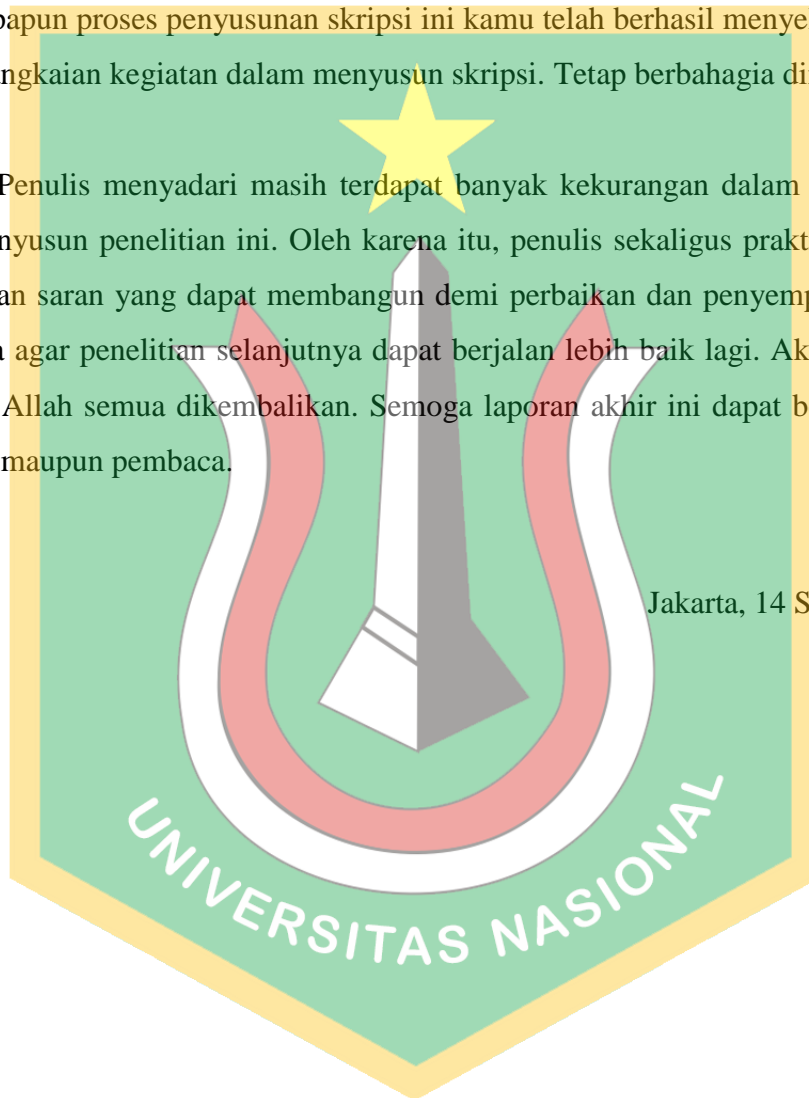 apapun proses penyusunan skripsi ini kamu telah berhasil menye
ngkaian kegiatan dalam menyusun skripsi. Tetap berbahagia di
Penulis menyadari masih terdapat banyak kekurangan dalam
nyusun penelitian ini. Oleh karena itu, penulis sekaligus prakt
an saran yang dapat membangun demi perbaikan dan penyemp
a agar penelitian selanjutnya dapat berjalan lebih baik lagi. Ak
Allah semua dikembalikan. Semoga laporan akhir ini dapat b
maupun pembaca.
Jakarta, 14 S
UNIVERSITAS NASIONAL